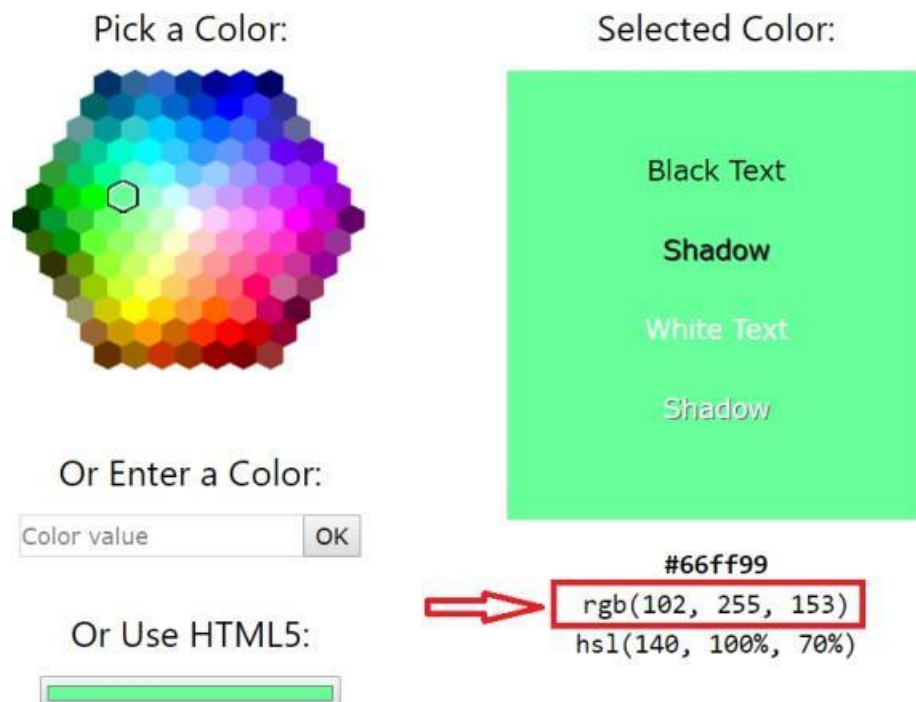 Pick a Color:
Or Enter a Color:
Color value
OK
Or Use HTML5:
Selected Color:
Black Text
Shadow
White Text
Shadow
#66ff99
rgb(102, 255, 153)
hsl(140, 100%, 70%)